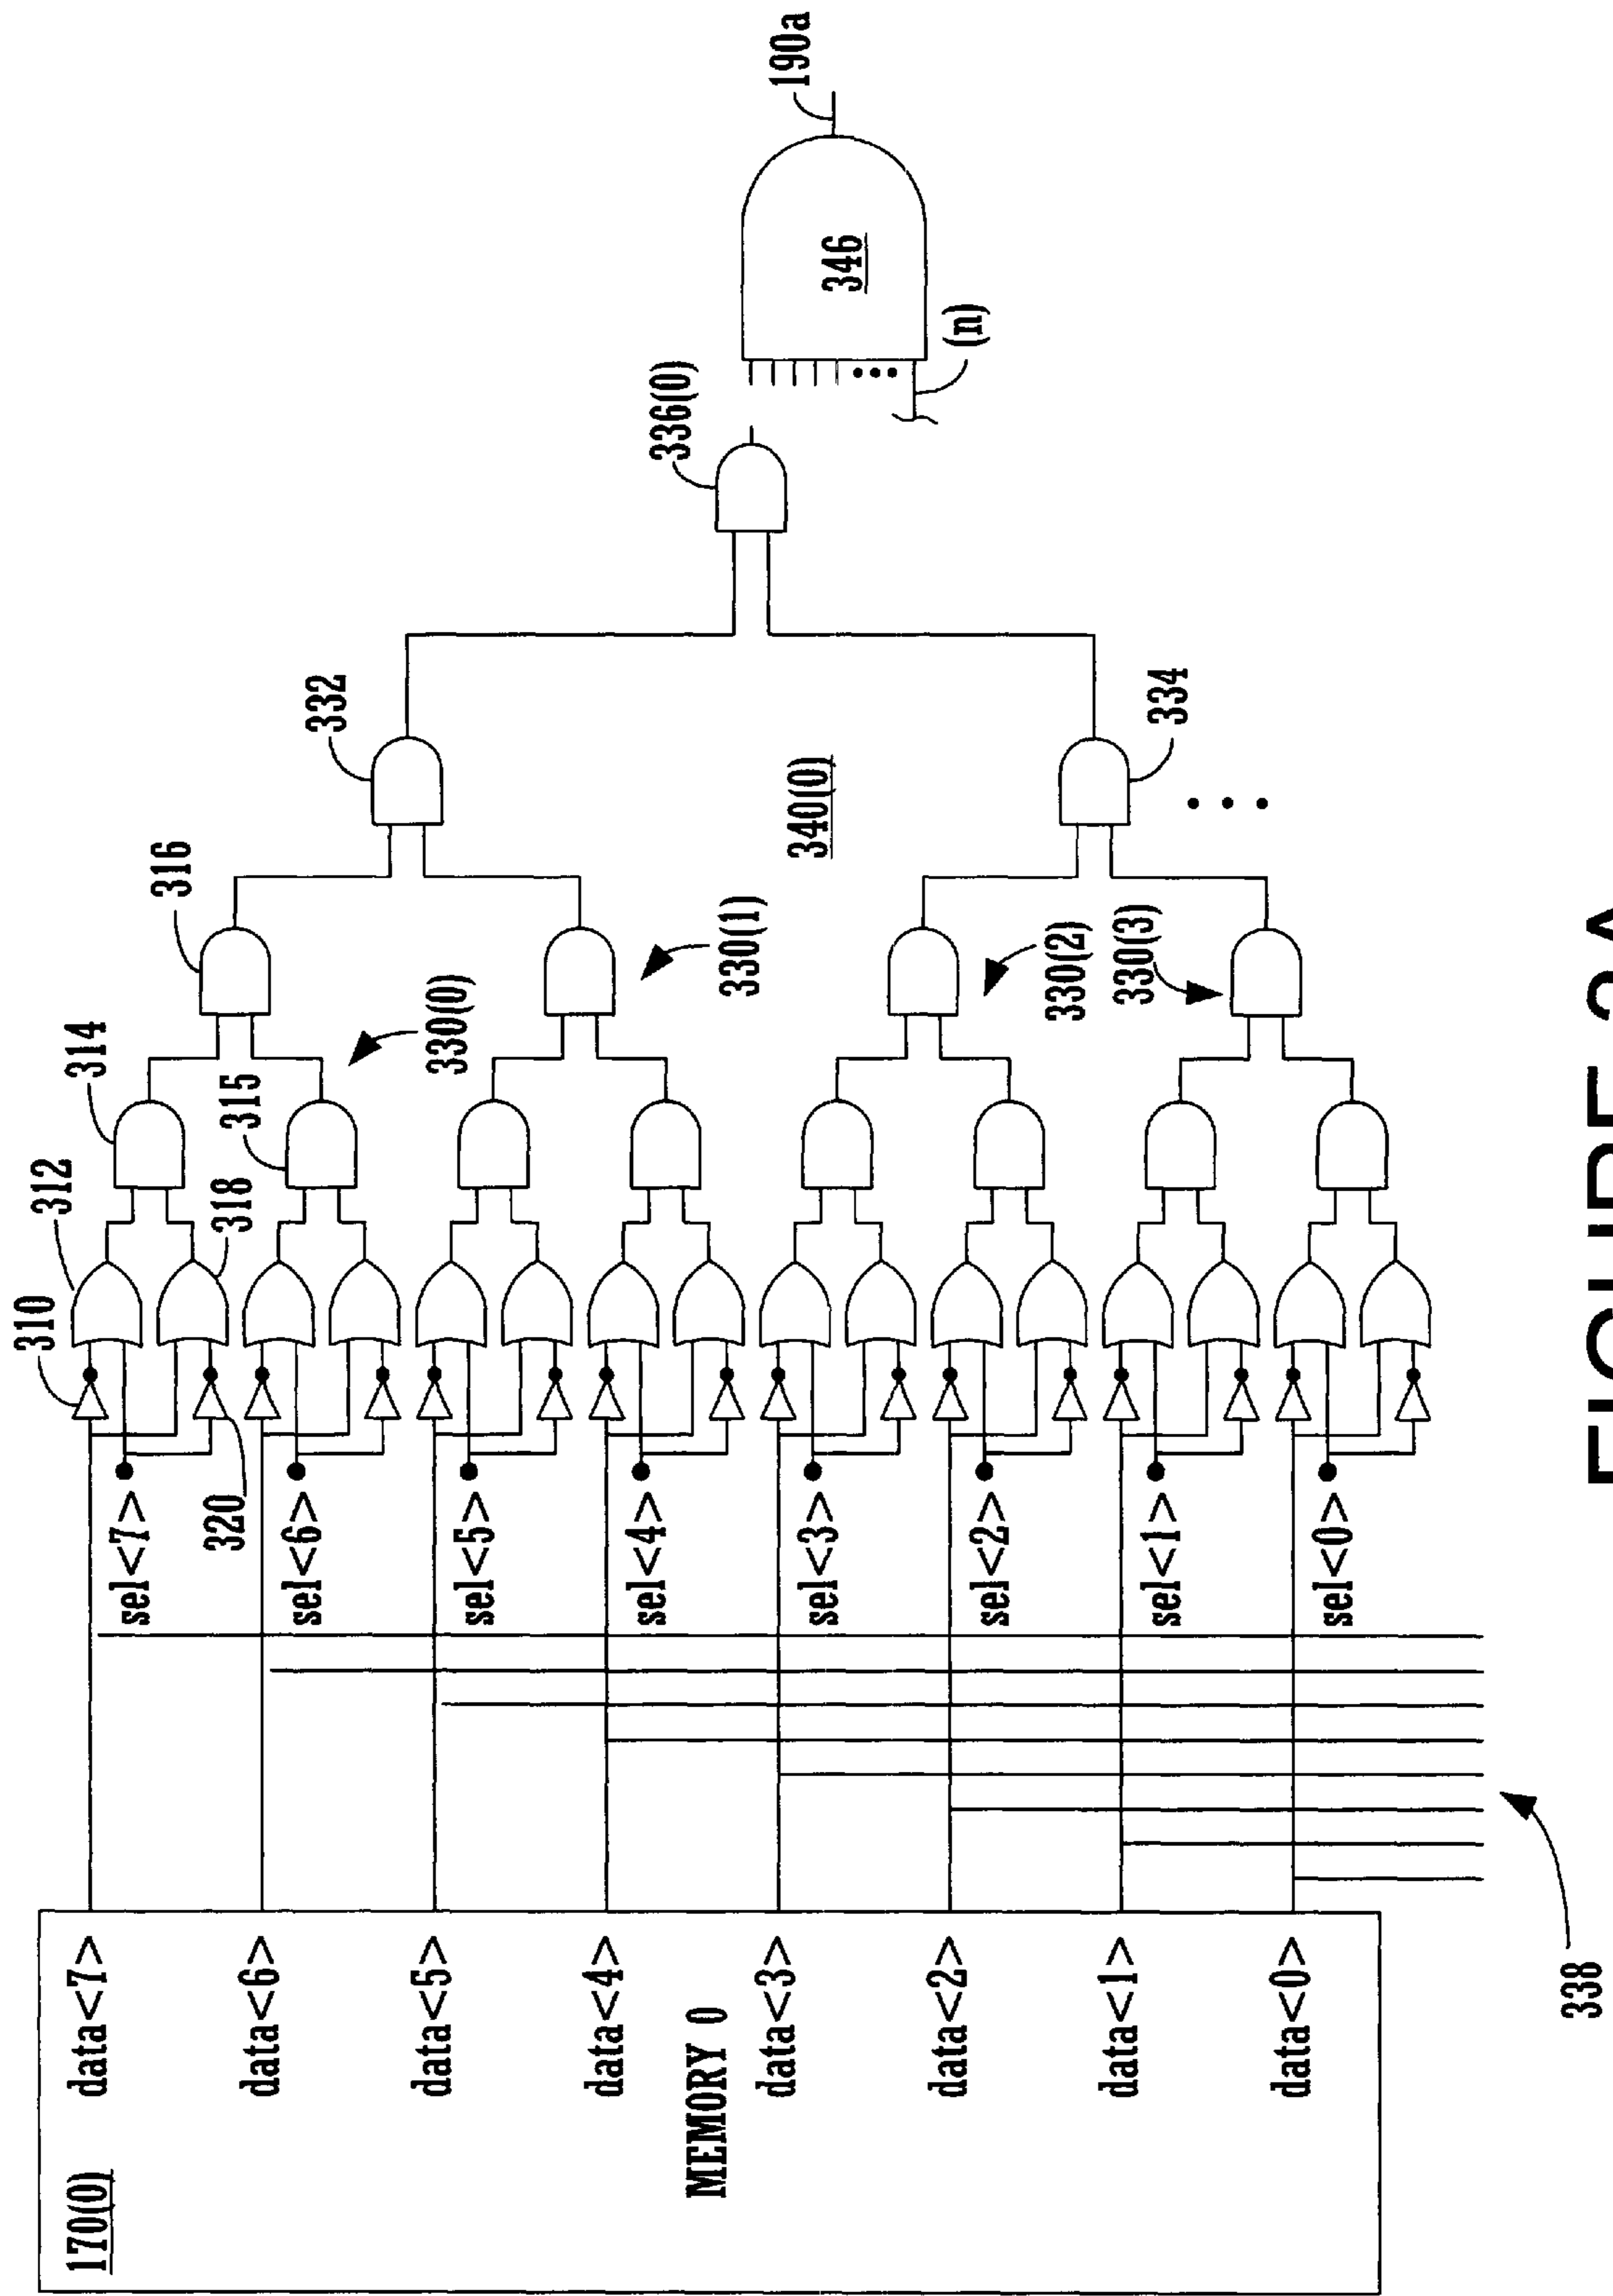 170(0)
data<7>
data<6>
data<5>
data<4>
MEMORY 0
data<3>
data<2>
data<1>
data<0>
338
sel<7>
sel<6>
sel<5>
sel<4>
sel<3>
sel<2>
sel<1>
sel<0>
310
320
312
318
314
315
316
330(0)
330(1)
330(2)
330(3)
332
340(0)
334
336(0)
346
(n)
190a